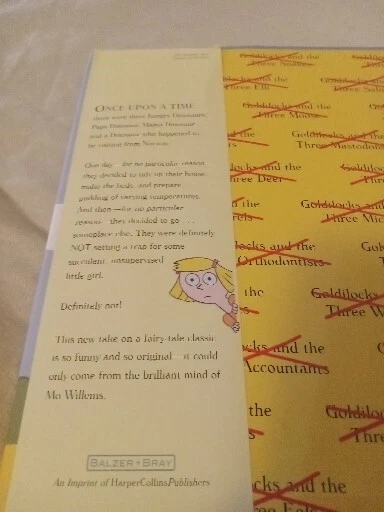 ONCE UPON A TIME
there were three hungry Dinosaurs:
Papa Dinosaur, Mama Dinosaur
and a Dinosaur who happened to
be visiting from Norway.
One day—for no particular reason—
they decided to tidy up their house,
make the beds, and prepare
pudding of varying temperatures.
And then—for no particular
reason—they decided to go . . .
someplace else. They were definitely
NOT setting a trap for some
succulent, unsupervised
little girl.
Definitely not!
This new take on a fairy-tale classic
is so funny and so original—it could
only come from the brilliant mind of
Mo Willems.
BALZER + BRAY
An Imprint of HarperCollinsPublishers
Goldilocks and the
Three
and the
Three Elk
Goldilocks and the
Three Moose
the
Goldilocks and the
Three Mastodons
and the
Three Deer
the
Goldilocks and
Three
and the
Orthodontists
the
Goldilocks
Three
and the
Accountants
the
Three
and the